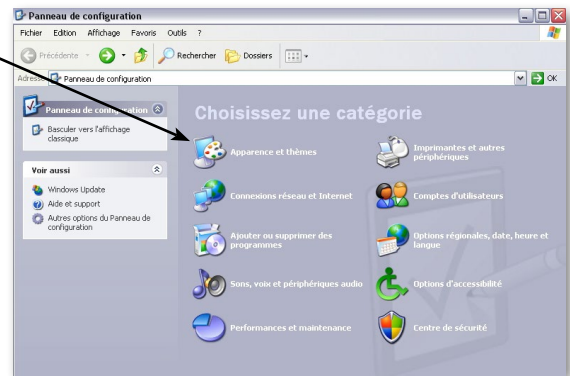 Panneau de configuration
Fichier Edition Affichage Favoris Outils ?
Précédente Rechercher Dossiers
Adresse Panneau de configuration OK
Panneau de configuration
Basculer vers l'affichage
classique
Voir aussi
Windows Update
Aide et support
Autres options du Panneau de
configuration
Choisissez une catégorie
Apparence et thèmes
Imprimantes et autres
périphériques
Connexions réseau et Internet
Comptes d'utilisateurs
Ajouter ou supprimer des
programmes
Options régionales, date, heure et
langue
Sons, voix et périphériques audio
Options d'accessibilité
Performances et maintenance
Centre de sécurité